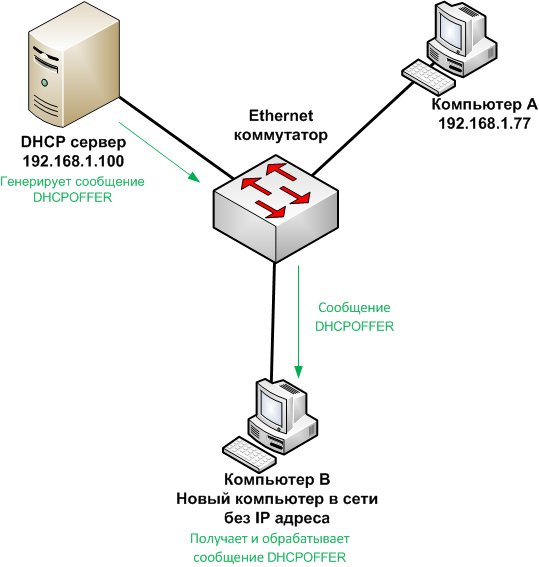 DHCP сервер
192.168.1.100
Генерирует сообщение
DHCPOFFER
Ethernet
коммутатор
Компьютер A
192.168.1.77
Сообщение
DHCPOFFER
Компьютер B
Новый компьютер в сети
без IP адреса
Получает и обрабатывает
сообщение DHCPOFFER